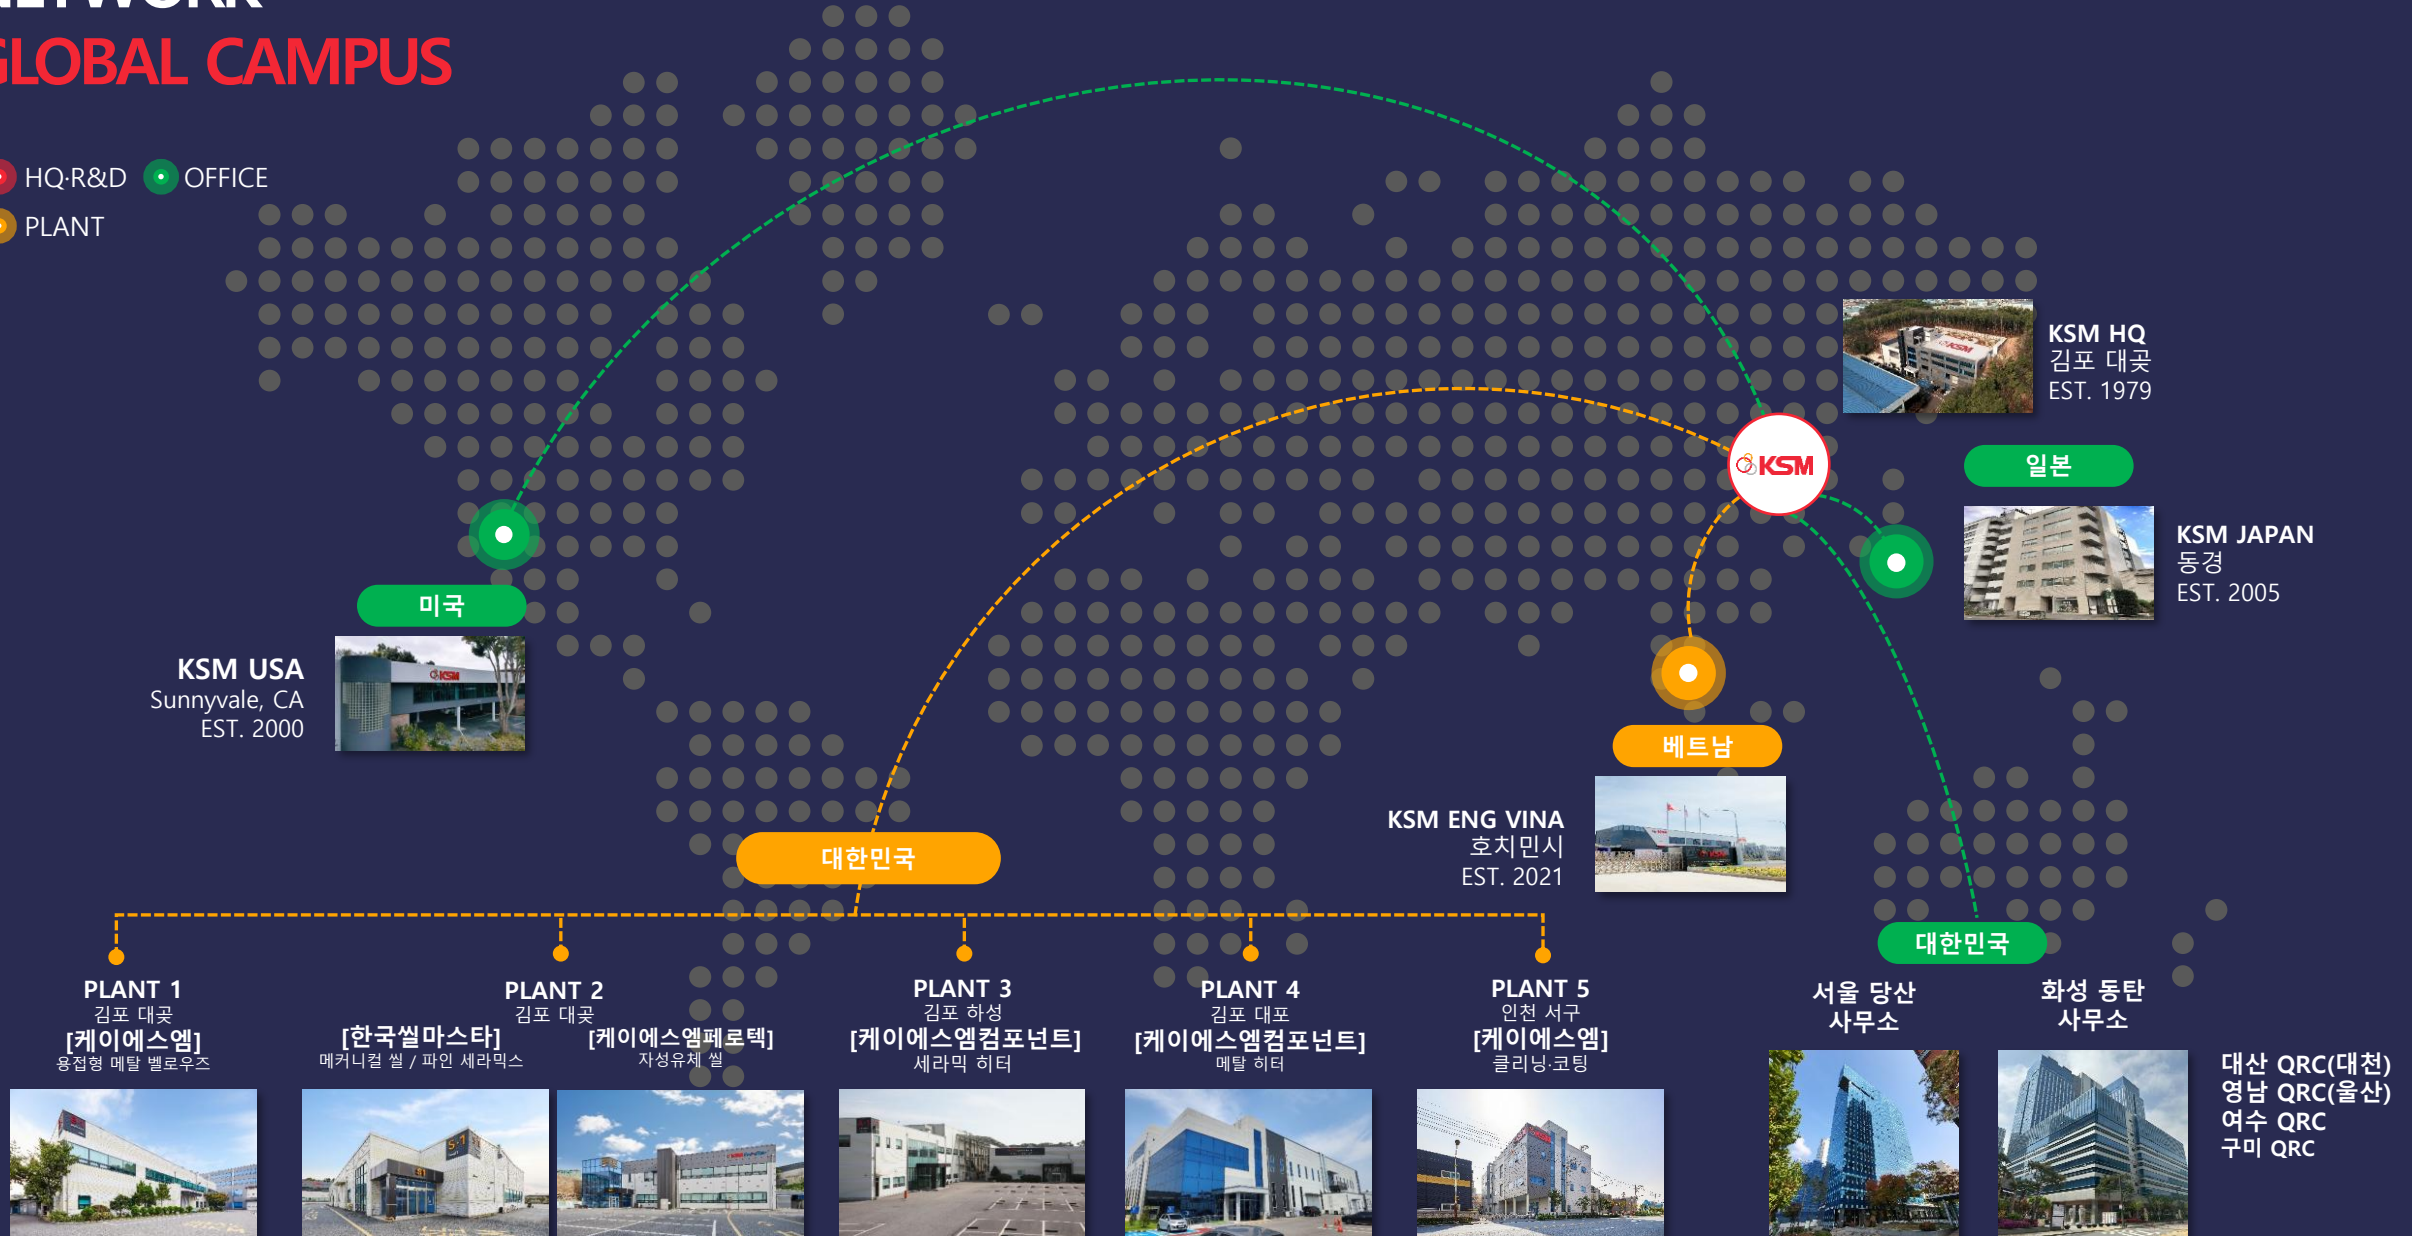 NETWORK
GLOBAL CAMPUS
HQ·R&D
OFFICE
PLANT
KSM HQ
김포 대곶
EST. 1979
KSM
일본
KSM JAPAN
동경
EST. 2005
미국
KSM USA
Sunnyvale, CA
EST. 2000
KSM
베트남
KSM ENG VINA
호치민시
EST. 2021
대한민국
PLANT 1
김포 대곶
[케이에스엠]
용접형 메탈 벨로우즈
PLANT 2
김포 대곶
[한국씰마스타]
메커니컬 씰 / 파인 세라믹스
[케이에스엠페로텍]
자성유체 씰
PLANT 3
김포 하성
[케이에스엠컴포넌트]
세라믹 히터
PLANT 4
김포 대포
[케이에스엠컴포넌트]
메탈 히터
PLANT 5
인천 서구
[케이에스엠]
클리닝·코팅
대한민국
서울 당산
사무소
화성 동탄
사무소
대산 QRC(대천)
영남 QRC(울산)
여수 QRC
구미 QRC